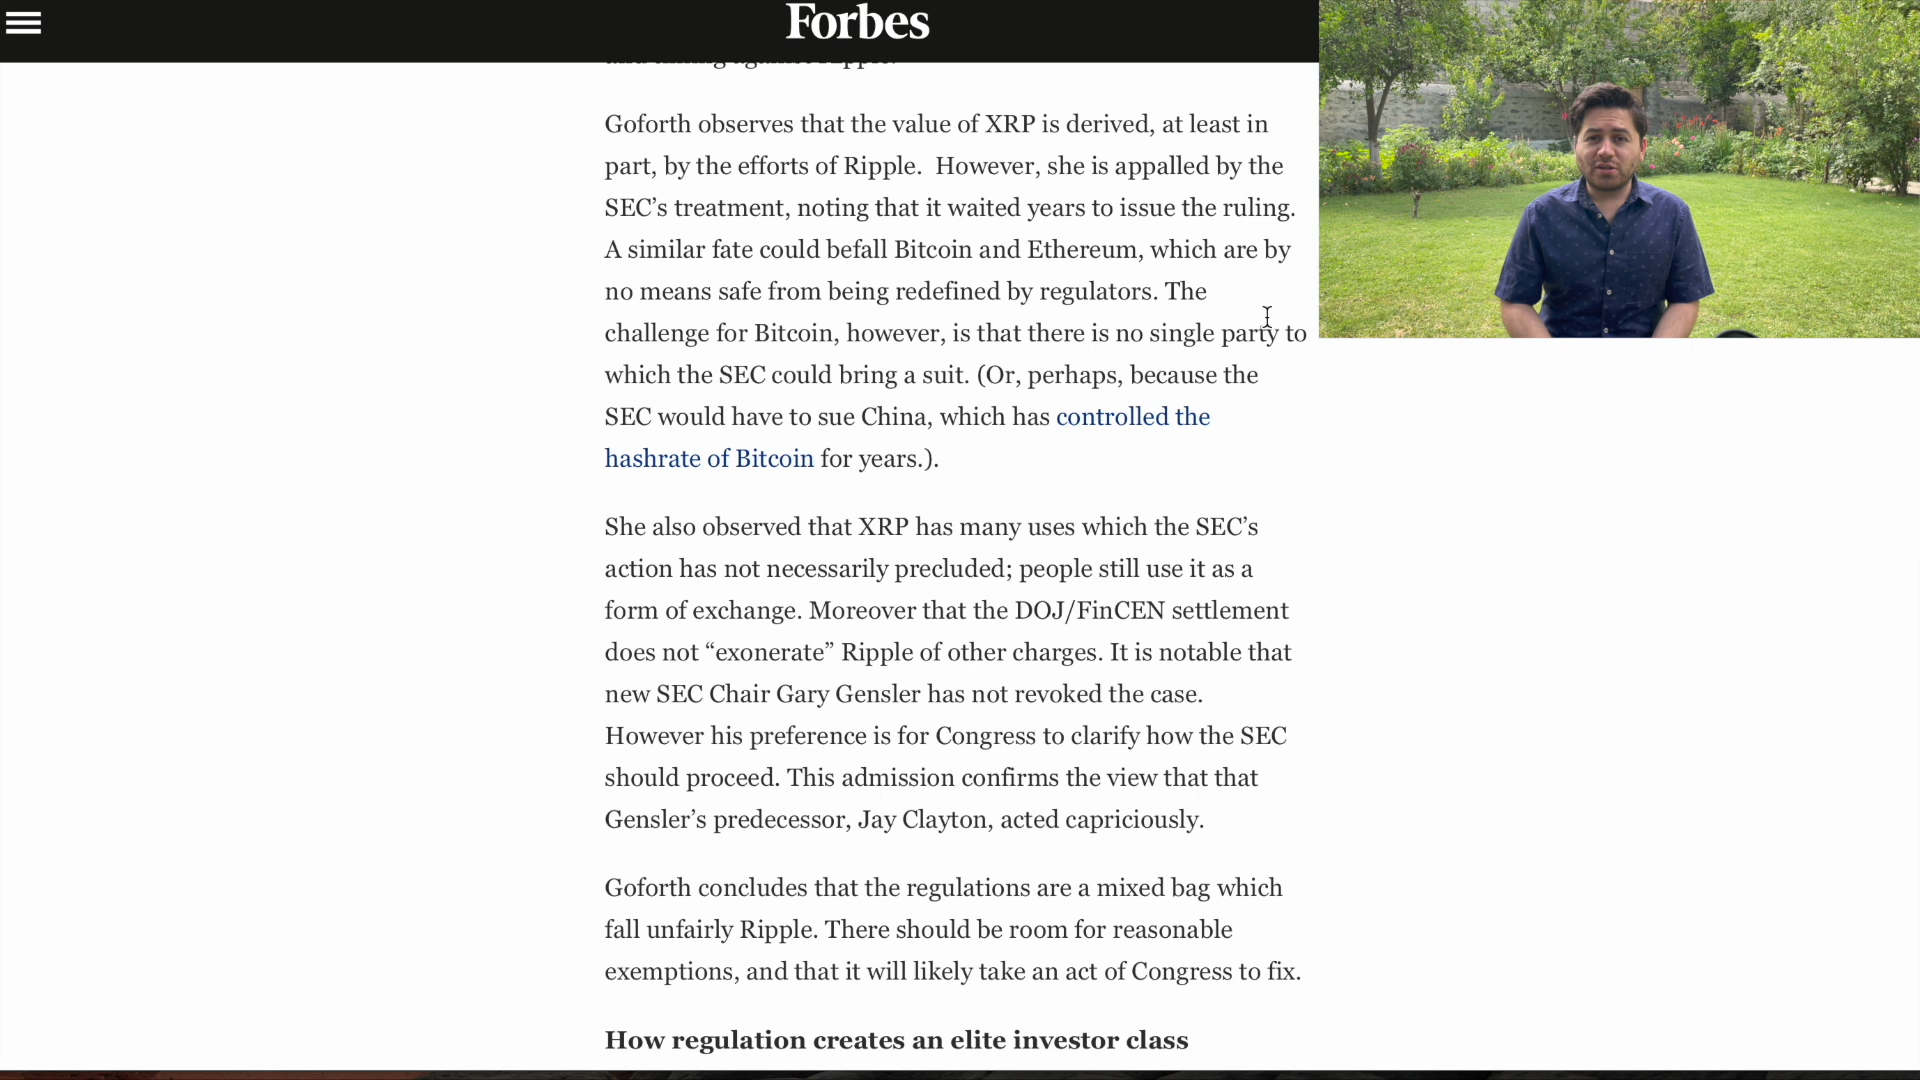 Forbes
Goforth observes that the value of XRP is derived, at least in
part, by the efforts of Ripple.  However, she is appalled by the
SEC’s treatment, noting that it waited years to issue the ruling.
A similar fate could befall Bitcoin and Ethereum, which are by
no means safe from being redefined by regulators. The
challenge for Bitcoin, however, is that there is no single party to
which the SEC could bring a suit. (Or, perhaps, because the
SEC would have to sue China, which has controlled the
hashrate of Bitcoin for years.).
She also observed that XRP has many uses which the SEC’s
action has not necessarily precluded; people still use it as a
form of exchange. Moreover that the DOJ/FinCEN settlement
does not “exonerate” Ripple of other charges. It is notable that
new SEC Chair Gary Gensler has not revoked the case.
However his preference is for Congress to clarify how the SEC
should proceed. This admission confirms the view that that
Gensler’s predecessor, Jay Clayton, acted capriciously.
Goforth concludes that the regulations are a mixed bag which
fall unfairly Ripple. There should be room for reasonable
exemptions, and that it will likely take an act of Congress to fix.
How regulation creates an elite investor class